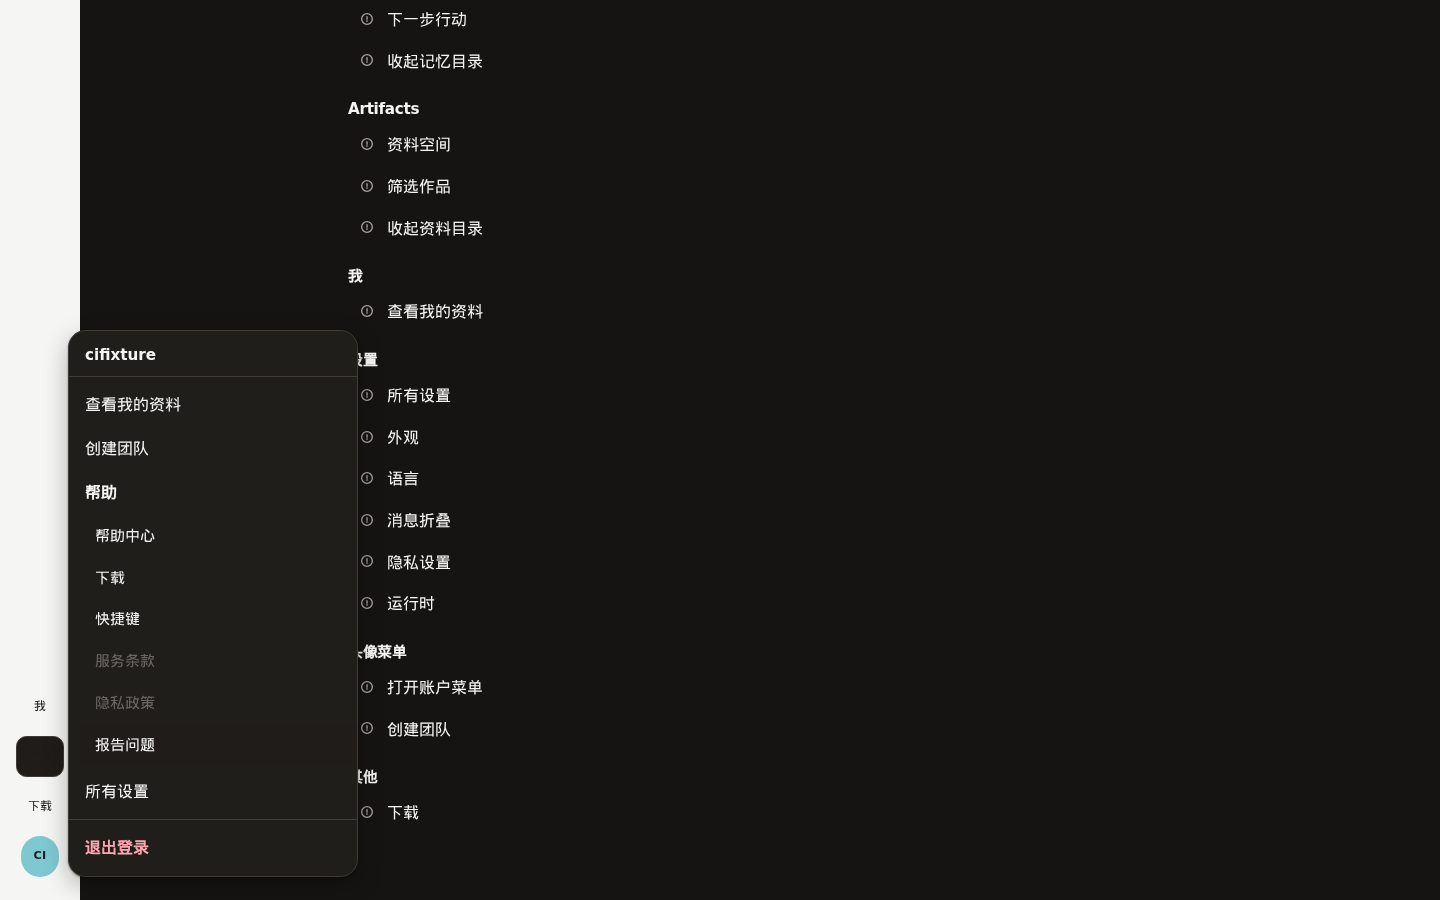 下一步行动
收起记忆目录
Artifacts
资料空间
筛选作品
收起资料目录
我
查看我的资料
置
所有设置
外观
语言
消息折叠
隐私设置
运行时
像菜单
打开账户菜单
创建团队
他
下载
cifixture
查看我的资料
创建团队
帮助
帮助中心
下载
快捷键
服务条款
隐私政策
报告问题
所有设置
退出登录
我
下载
CI